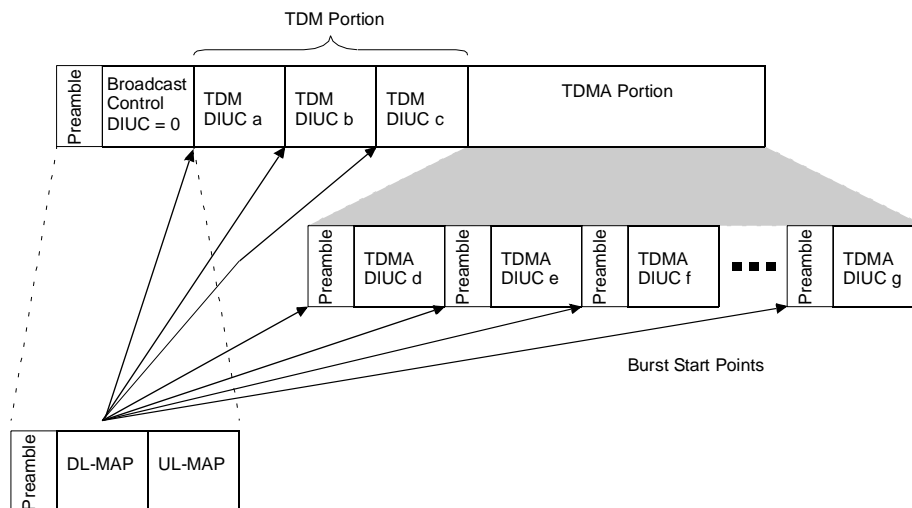 TDM Portion
Preamble
Broadcast
Control
DIUC = 0
TDM
DIUC a
TDM
DIUC b
TDM
DIUC c
TDMA Portion
Preamble
TDMA
DIUC d
Preamble
TDMA
DIUC e
Preamble
TDMA
DIUC f
Preamble
TDMA
DIUC g
Burst Start Points
Preamble
DL-MAP
UL-MAP